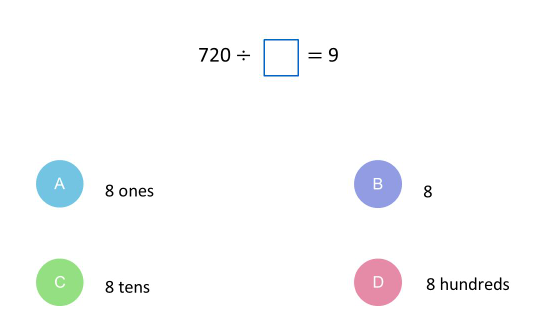 720 ÷ = 9
A 8 ones
B 8
C 8 tens
D 8 hundreds